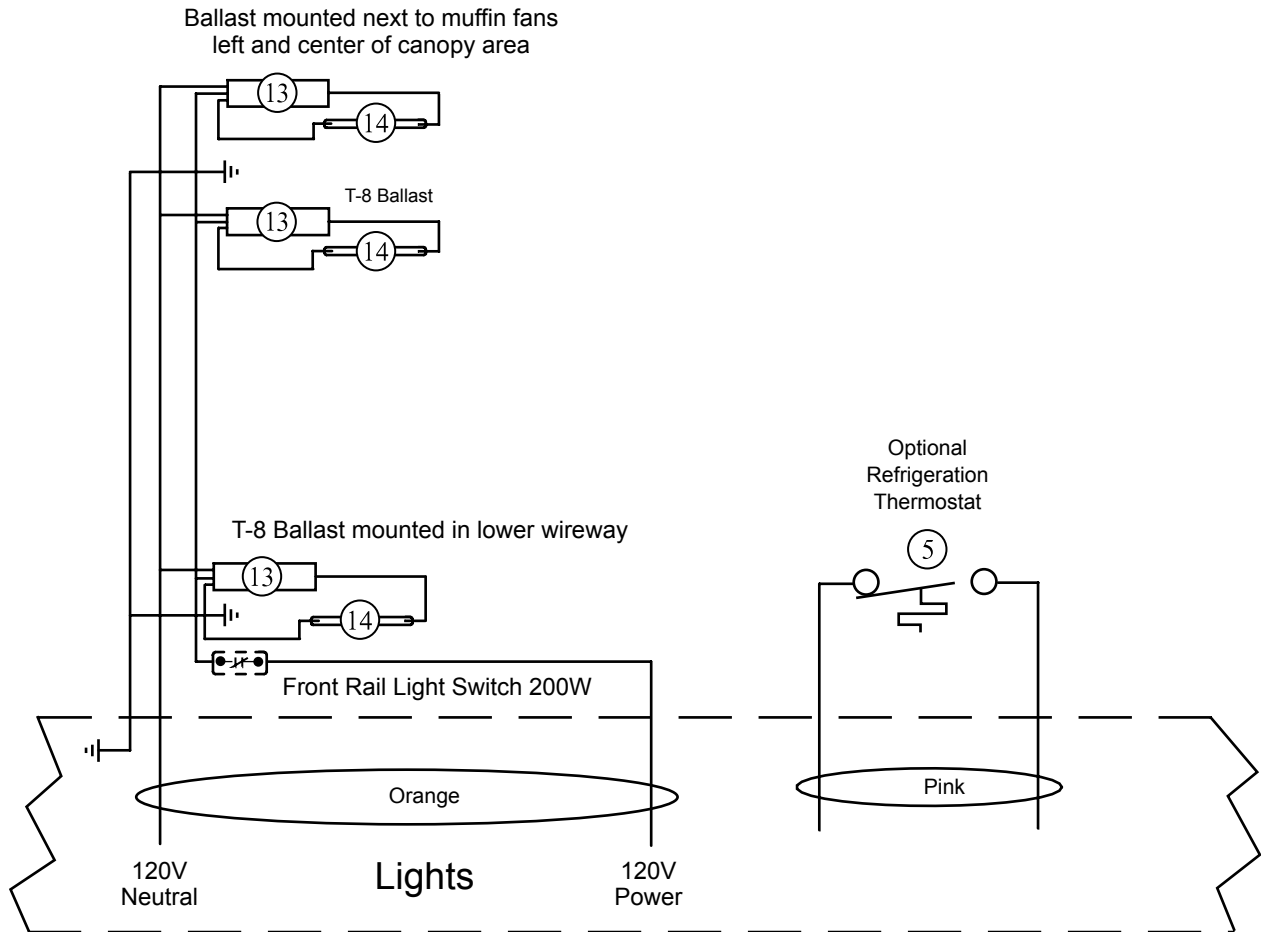 Ballast mounted next to muffin fans
left and center of canopy area
13
14
T-8 Ballast
13
14
Optional
Refrigeration
Thermostat
5
T-8 Ballast mounted in lower wireway
13
14
Front Rail Light Switch 200W
Orange
Pink
120V
Neutral
Lights
120V
Power